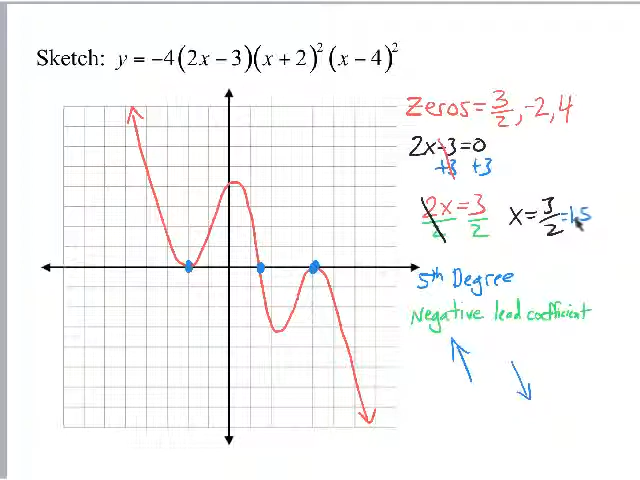 Sketch: y = −4(2x − 3)(x + 2)² (x − 4)²
Zeros = 3/2, -2, 4
2x-3=0
+3 +3
2x = 3
2 2
x = 3/2 =1.5
5th Degree
Negative lead coefficient